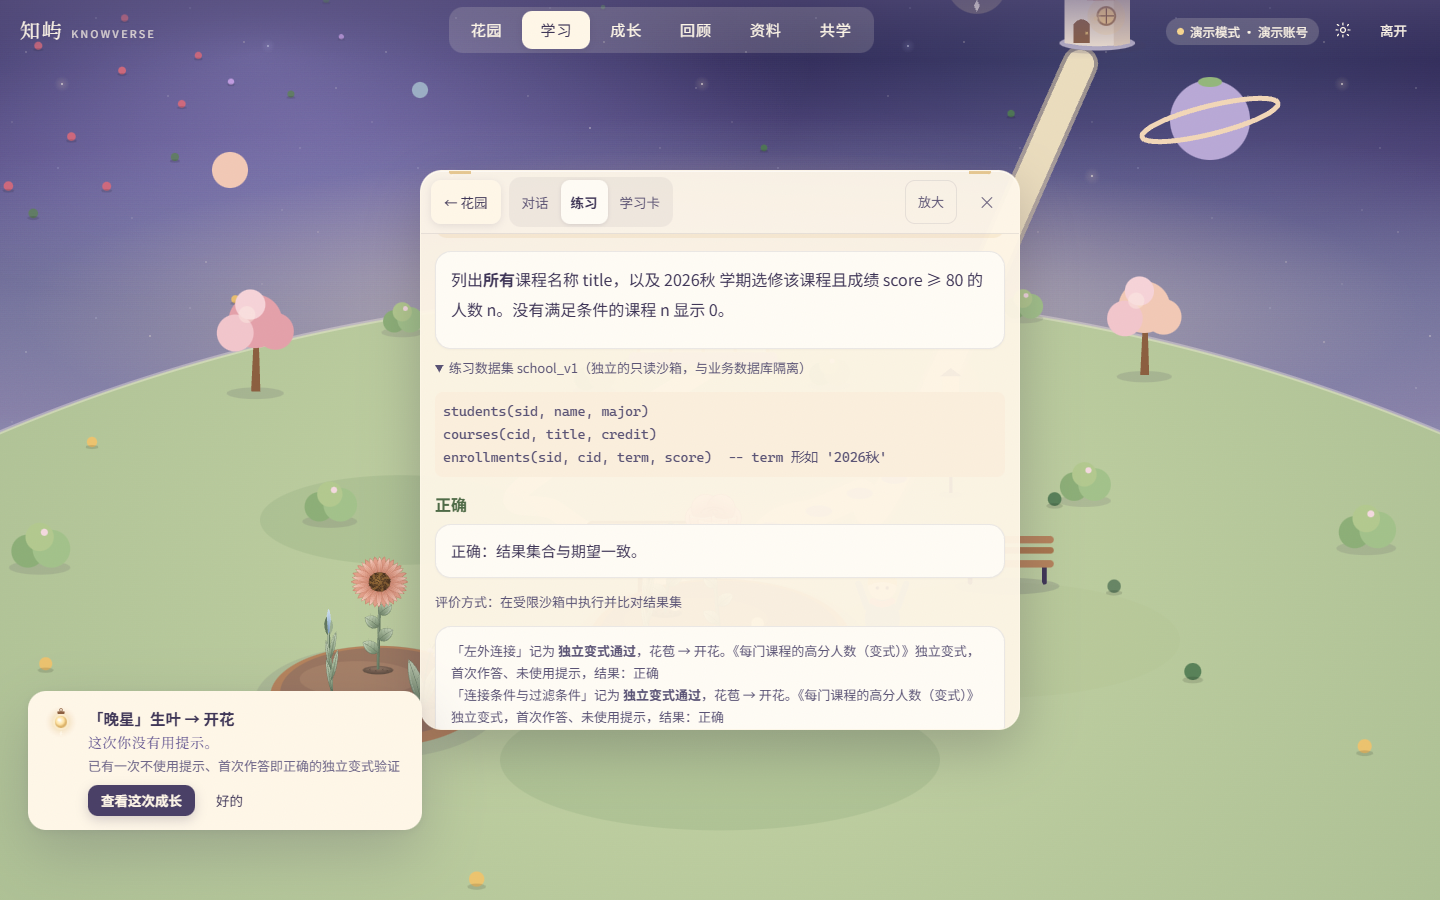 知屿 KNOWVERSE
花园 学习 成长 回顾 资料 共学
演示模式 · 演示账号
离开
← 花园 对话 练习 学习卡 放大
列出所有课程名称 title，以及 2026秋 学期选修该课程且成绩 score ≥ 80 的
人数 n。没有满足条件的课程 n 显示 0。
▼ 练习数据集 school_v1（独立的只读沙箱，与业务数据库隔离）
students(sid, name, major)
courses(cid, title, credit)
enrollments(sid, cid, term, score)  -- term 形如 '2026秋'
正确
正确：结果集合与期望一致。
评价方式：在受限沙箱中执行并比对结果集
「左外连接」记为 独立变式通过，花苞 → 开花。《每门课程的高分人数（变式）》独立变式，
首次作答、未使用提示，结果：正确
「连接条件与过滤条件」记为 独立变式通过，花苞 → 开花。《每门课程的高分人数（变式）》
独立变式，首次作答、未使用提示，结果：正确
「晚星」生叶 → 开花
这次你没有用提示。
已有一次不使用提示、首次作答即正确的独立变式验证
查看这次成长 好的